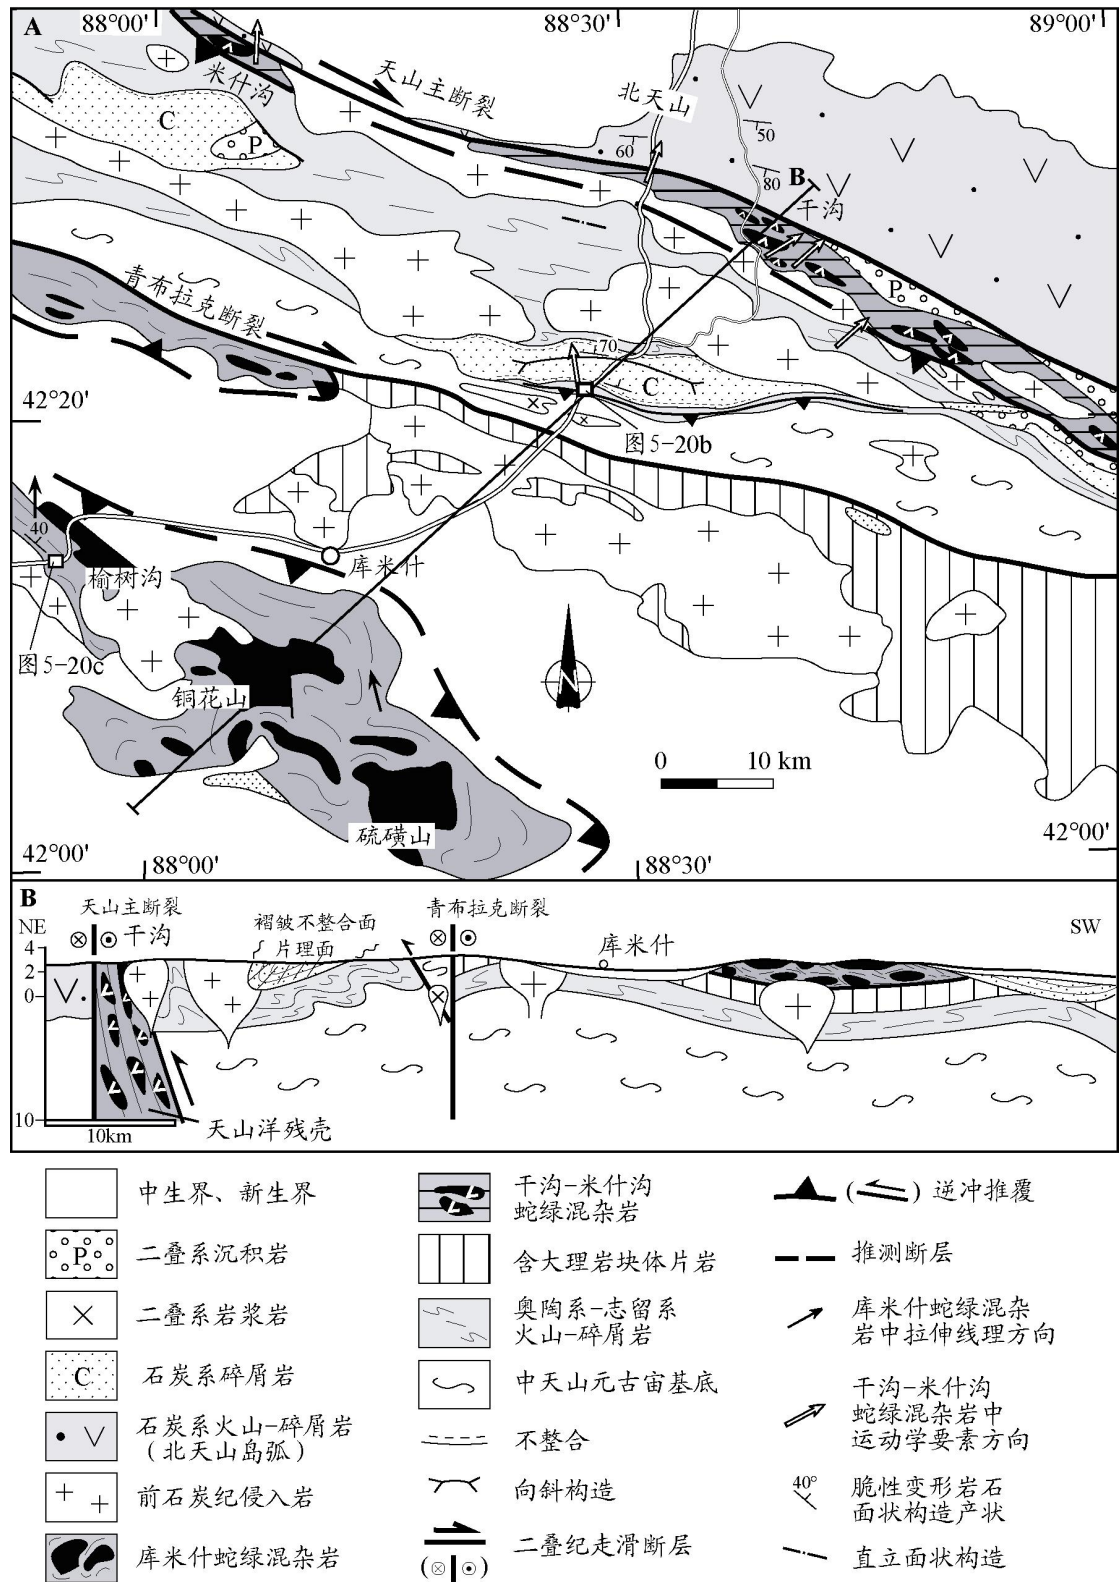 A
88°00'
88°30'
89°00'
米什沟
天山主断裂
北天山
50
60
80
B
C
P
干沟
P
青布拉克断裂
70
C
42°20'
图5-20b
40
榆树沟
库米什
图5-20c
铜花山
N
0
10 km
硫磺山
42°00'
88°00'
88°30'
42°00'
B
天山主断裂
NE
干沟
褶皱不整合面
片理面
青布拉克断裂
库米什
SW
4
2
0
10
10km
天山洋残壳
中生界、新生界
P
二叠系沉积岩
二叠系岩浆岩
C
石炭系碎屑岩
石炭系火山-碎屑岩
(北天山岛弧)
前石炭纪侵入岩
库米什蛇绿混杂岩
干沟-米什沟
蛇绿混杂岩
含大理岩块体片岩
奥陶系-志留系
火山-碎屑岩
中天山元古宙基底
不整合
向斜构造
二叠纪走滑断层
逆冲推覆
推测断层
库米什蛇绿混杂
岩中拉伸线理方向
干沟-米什沟
蛇绿混杂岩中
运动学要素方向
40°
脆性变形岩石
面状构造产状
直立面状构造